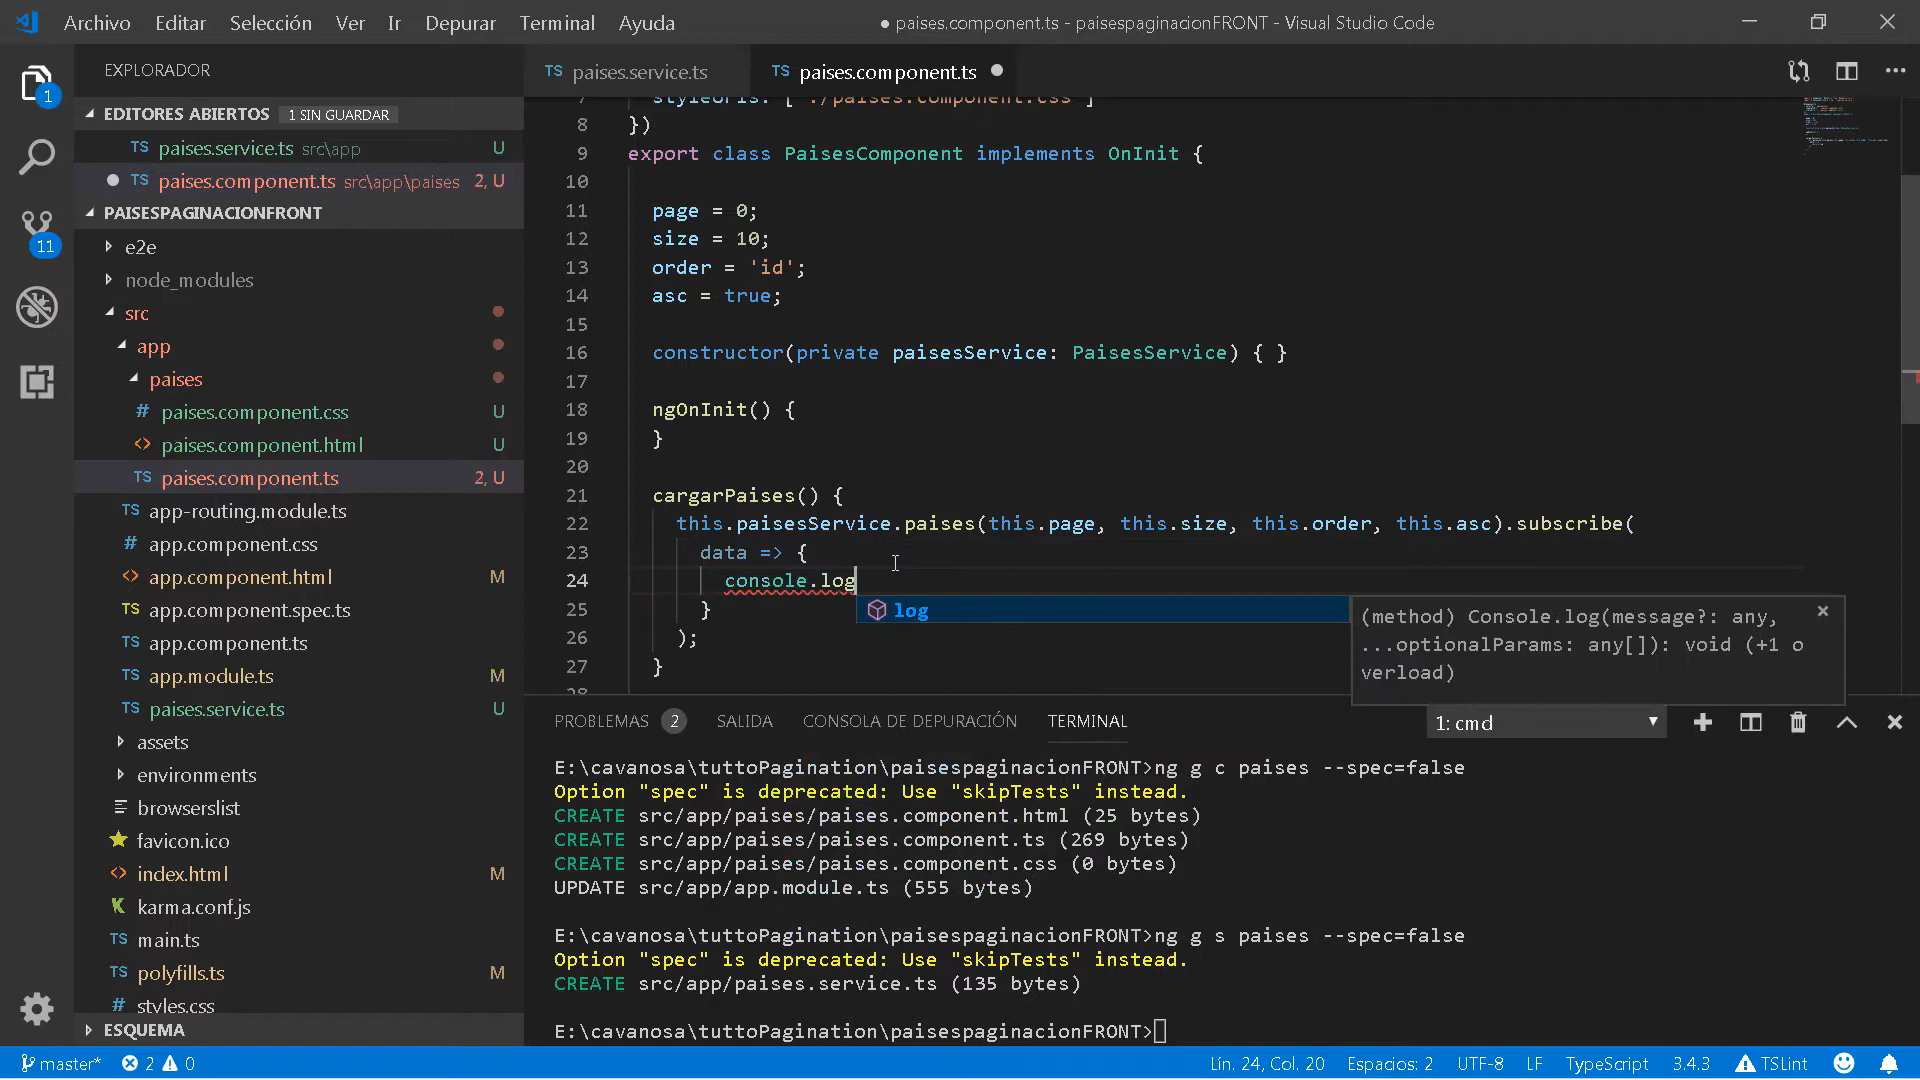 Archivo Editar Selección Ver Ir Depurar Terminal Ayuda
● paises.component.ts - paisespaginacionFRONT - Visual Studio Code
EXPLORADOR
EDITORES ABIERTOS 1 SIN GUARDAR
TS paises.service.ts src\app U
TS paises.component.ts src\app\paises 2, U
PAISESPAGINACIONFRONT
e2e
node_modules
src
app
paises
# paises.component.css U
<> paises.component.html U
TS paises.component.ts 2, U
TS app-routing.module.ts
# app.component.css
<> app.component.html M
TS app.component.spec.ts
TS app.component.ts
TS app.module.ts M
TS paises.service.ts U
assets
environments
browserslist
favicon.ico
<> index.html M
karma.conf.js
TS main.ts
TS polyfills.ts M
# styles.css
ESQUEMA
1
11
TS paises.service.ts
TS paises.component.ts
7 styleUrls: ['./paises.component.css']
8 })
9 export class PaisesComponent implements OnInit {
10
11 page = 0;
12 size = 10;
13 order = 'id';
14 asc = true;
15
16 constructor(private paisesService: PaisesService) { }
17
18 ngOnInit() {
19 }
20
21 cargarPaises() {
22 this.paisesService.paises(this.page, this.size, this.order, this.asc).subscribe(
23 data => {
24 console.log
25 }
26 );
27 }
28
log
(method) Console.log(message?: any,
...optionalParams: any[]): void (+1 o
verload)
PROBLEMAS 2 SALIDA CONSOLA DE DEPURACIÓN TERMINAL 1: cmd
E:\cavanosa\tuttoPagination\paisespaginacionFRONT>ng g c paises --spec=false
Option "spec" is deprecated: Use "skipTests" instead.
CREATE src/app/paises/paises.component.html (25 bytes)
CREATE src/app/paises/paises.component.ts (269 bytes)
CREATE src/app/paises/paises.component.css (0 bytes)
UPDATE src/app/app.module.ts (555 bytes)
E:\cavanosa\tuttoPagination\paisespaginacionFRONT>ng g s paises --spec=false
Option "spec" is deprecated: Use "skipTests" instead.
CREATE src/app/paises.service.ts (135 bytes)
E:\cavanosa\tuttoPagination\paisespaginacionFRONT>
master* 2 0 Lín. 24, Col. 20 Espacios: 2 UTF-8 LF TypeScript 3.4.3 TSLint